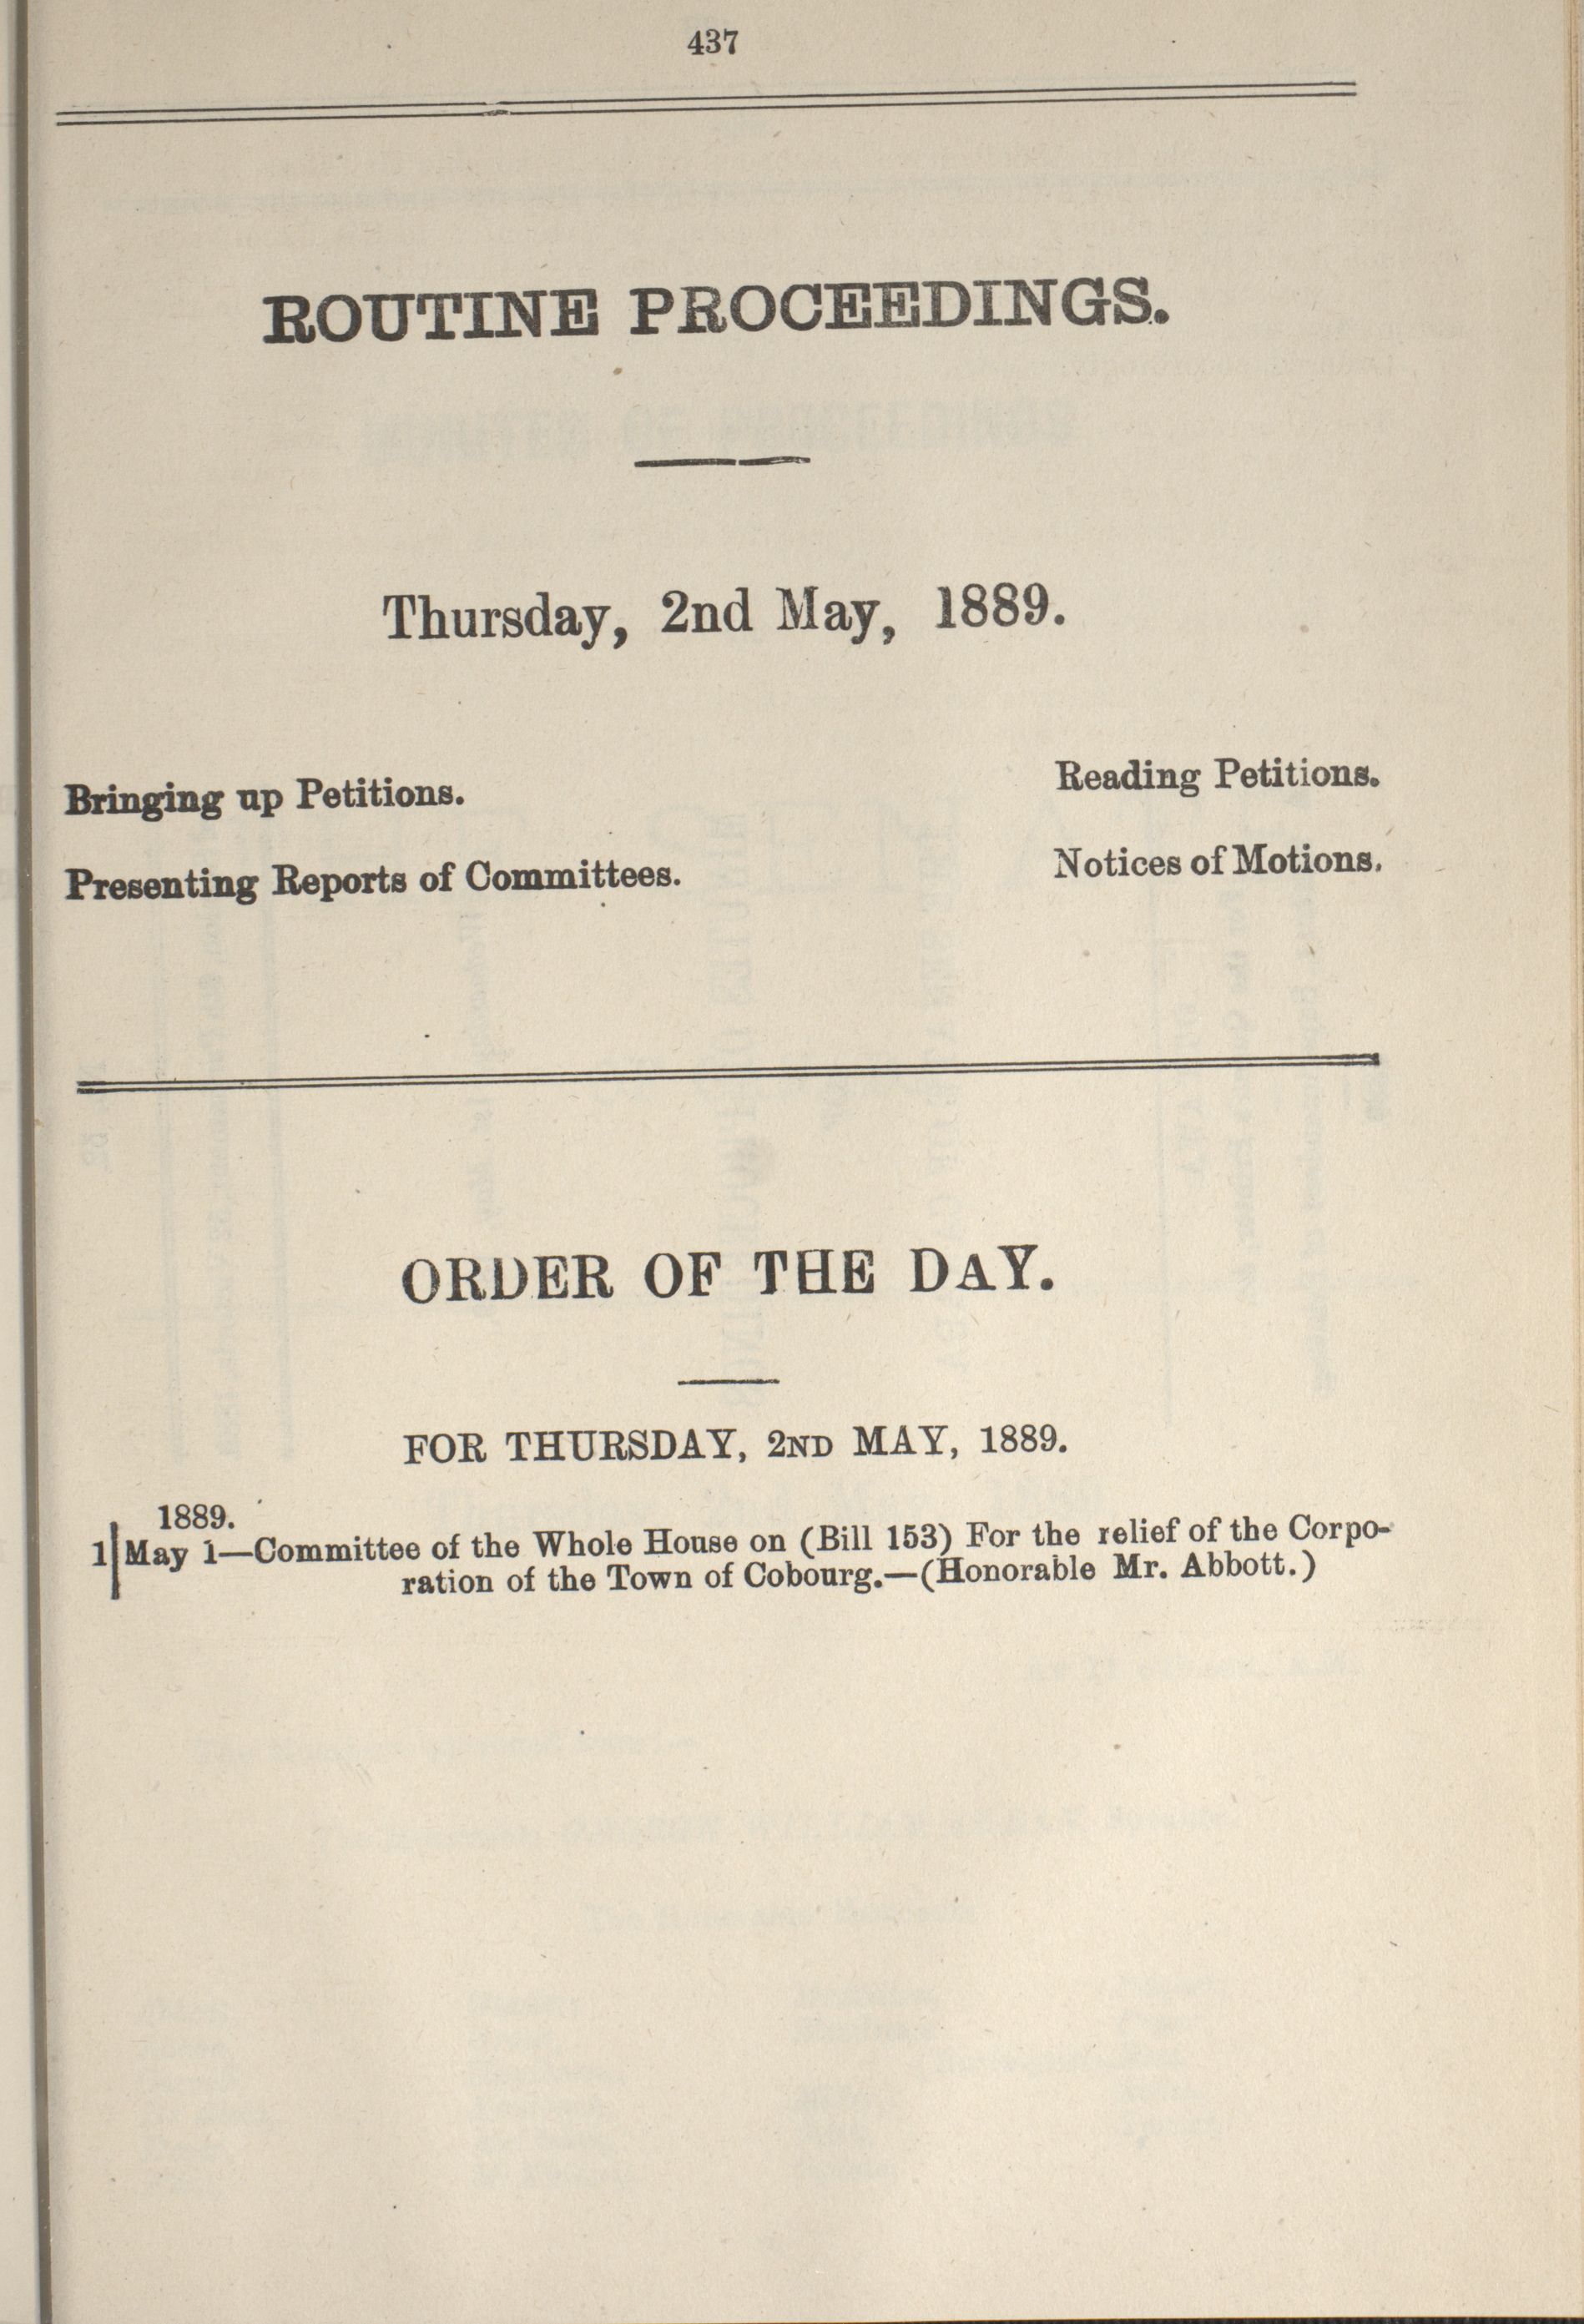 437
ROUTINE PROCEEDINGS.
Thursday, 2nd May, 1889.
Bringing up Petitions. Reading Petitions.
Presenting Reports of Committees. Notices of Motions.
ORDER OF THE DAY.
FOR THURSDAY, 2ND MAY, 1889.
1889.
1 May 1—Committee of the Whole House on (Bill 153) For the relief of the Corpo-
ration of the Town of Cobourg.—(Honorable Mr. Abbott.)